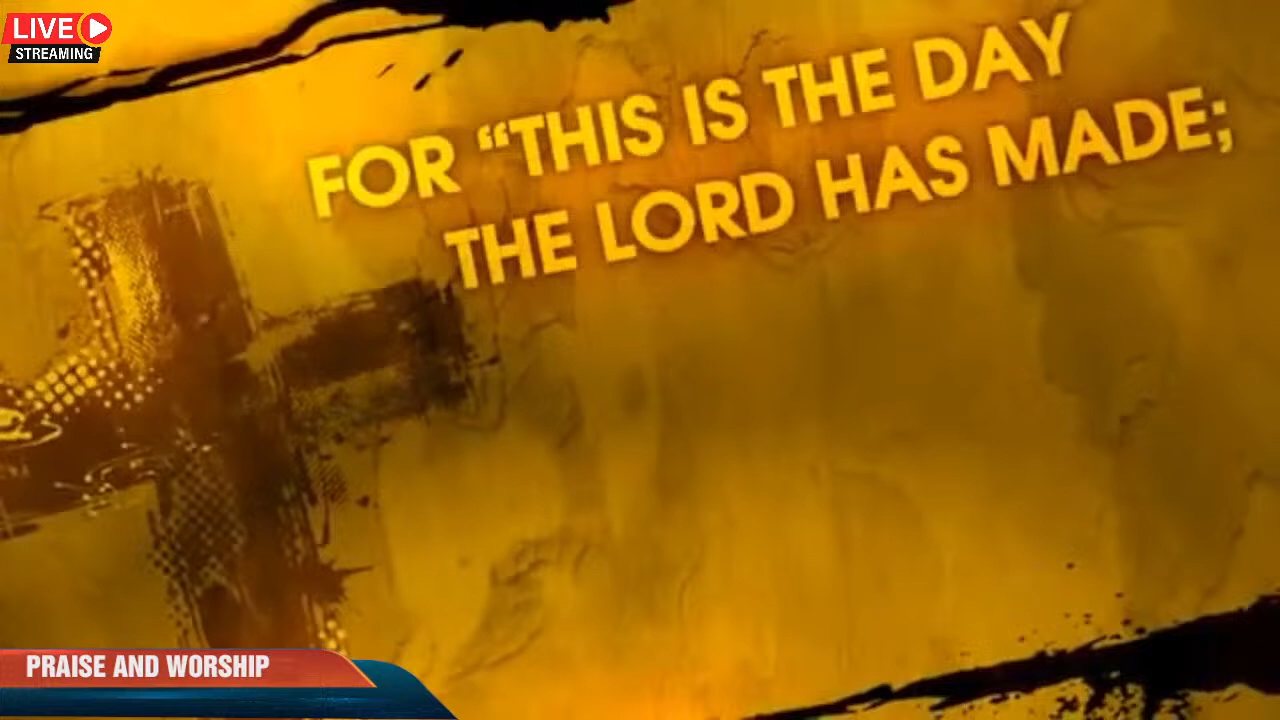 LIVE
STREAMING
FOR “THIS IS THE DAY
THE LORD HAS MADE;
PRAISE AND WORSHIP